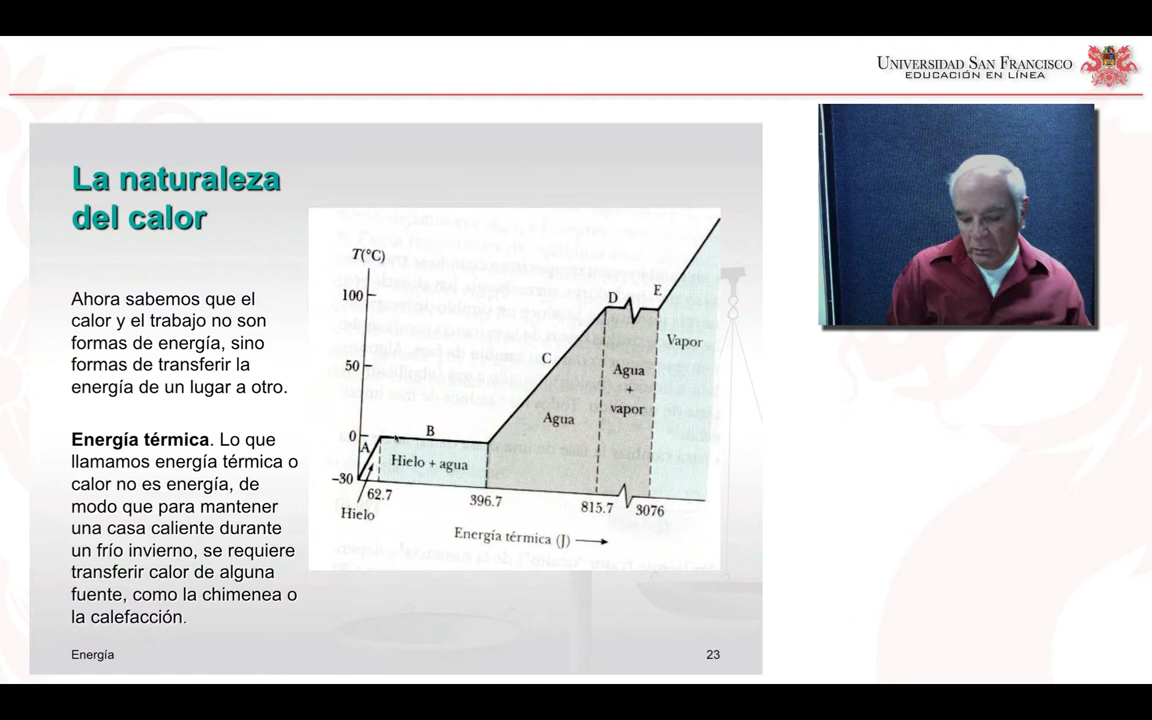 UNIVERSIDAD SAN FRANCISCO
EDUCACIÓN EN LÍNEA
La naturaleza
del calor
Ahora sabemos que el
calor y el trabajo no son
formas de energía, sino
formas de transferir la
energía de un lugar a otro.
Energía térmica. Lo que
llamamos energía térmica o
calor no es energía, de
modo que para mantener
una casa caliente durante
un frío invierno, se requiere
transferir calor de alguna
fuente, como la chimenea o
la calefacción.
T(°C)
100
50
0
-30
A
B
C
D
E
Hielo
Hielo + agua
Agua
Agua
+
vapor
Vapor
62.7
396.7
815.7
3076
Energía térmica (J)
Energía
23